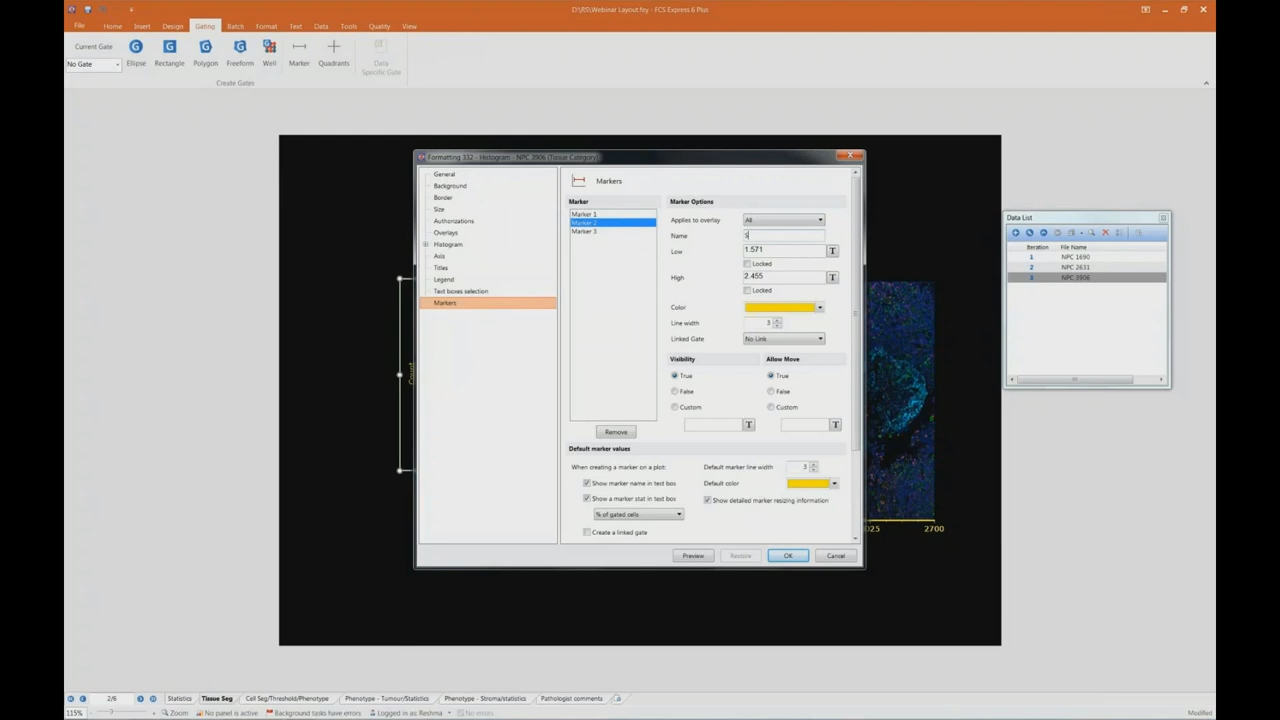 D:\RS\Webinar Layout.fey - FCS Express 6 Plus
File Home Insert Design Gating Batch Format Text Data Tools Quality View
Current Gate
No Gate
Ellipse Rectangle Polygon Freeform Well Marker Quadrants Data Specific Gate
Create Gates
Formatting 332 - Histogram - NPC 3906 (Tissue Category)
General
Background
Border
Size
Authorizations
Overlays
Histogram
Axis
Titles
Legend
Text boxes selection
Markers
Markers
Marker
Marker 1
Marker 2
Marker 3
Remove
Marker Options
Applies to overlay All
Name S
Low 1.571 T
Locked
High 2.455 T
Locked
Color
Line width 3
Linked Gate No Link
Visibility Allow Move
True True
False False
Custom Custom
T T
Default marker values
When creating a marker on a plot: Default marker line width 3
Show marker name in text box Default color
Show a marker stat in text box Show detailed marker resizing information
% of gated cells
Create a linked gate
Preview Restore OK Cancel
Count
025 2700
Data List
Iteration File Name
1 NPC 1690
2 NPC 2631
3 NPC 3906
2/6 Statistics Tissue Seg Cell Seg/Threshold/Phenotype Phenotype - Tumour/Statistics Phenotype - Stroma/statistics Pathologist comments
115% Zoom No panel is active Background tasks have errors Logged in as: Reshma No errors Modified